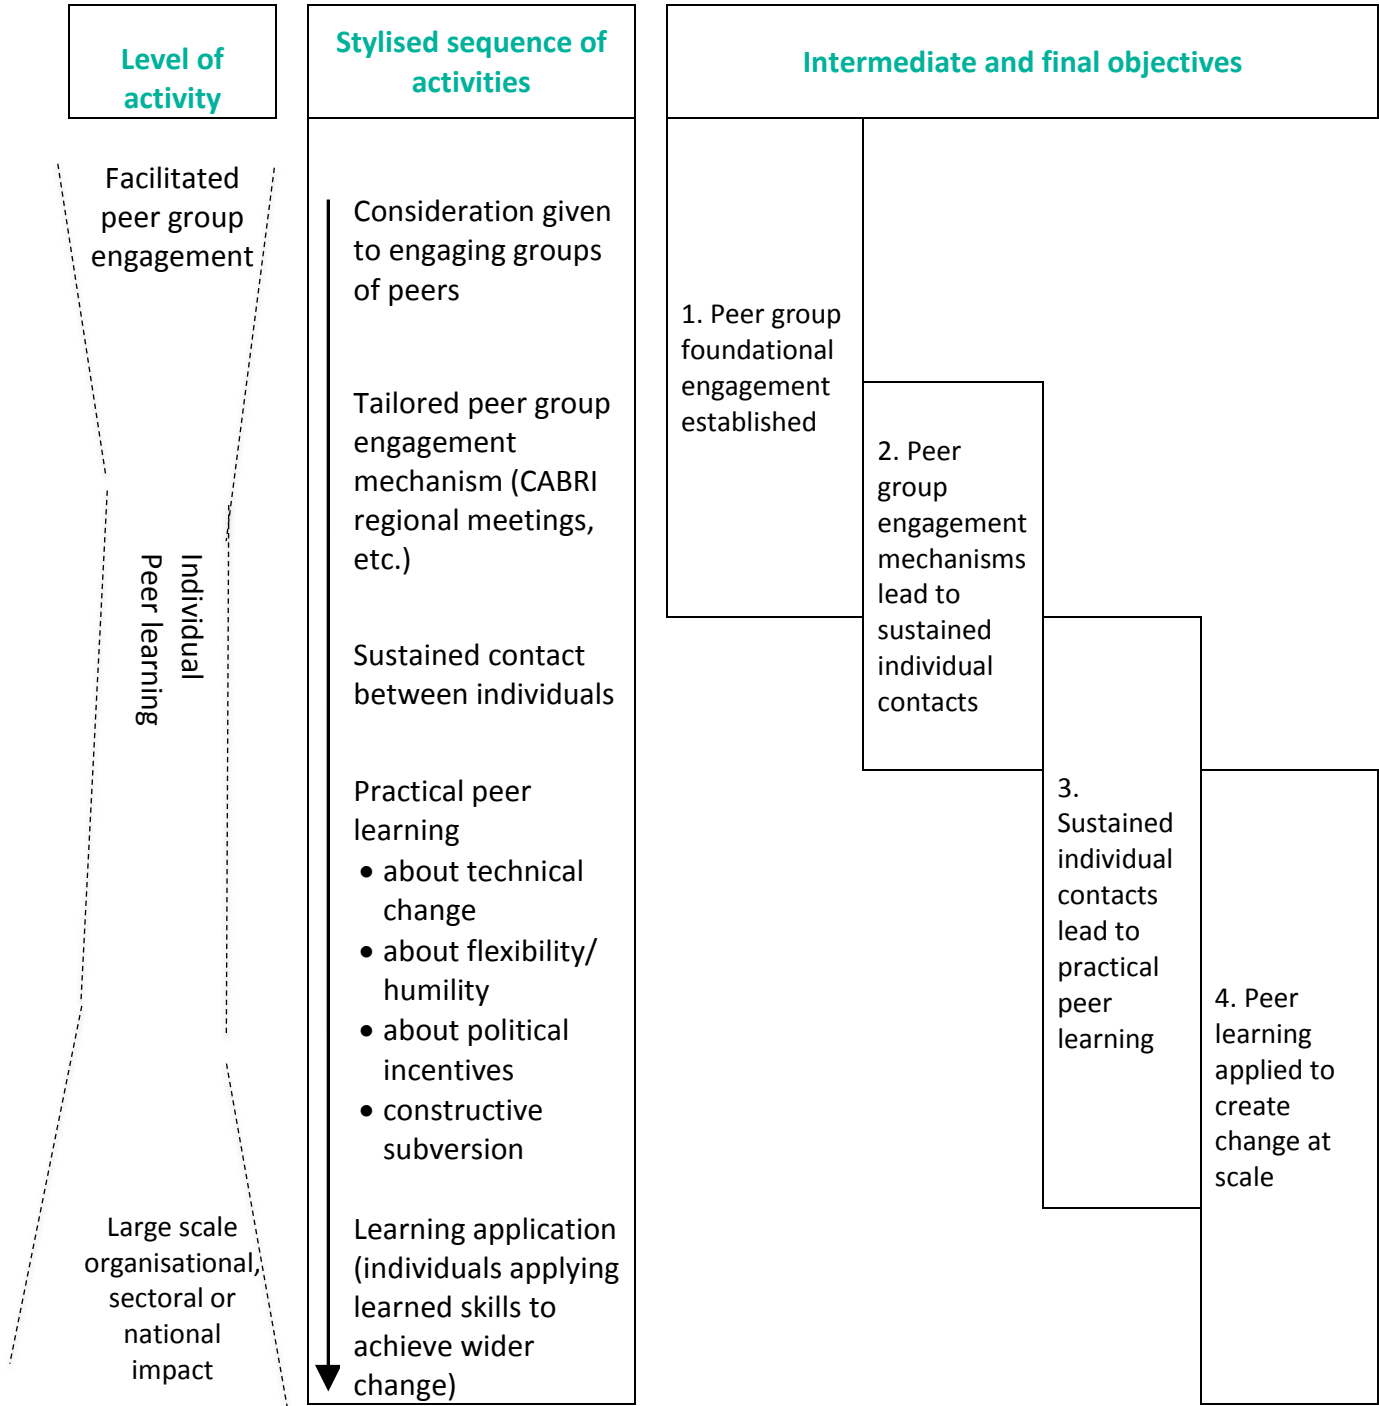 Level of
activity
Stylised sequence of
activities
Intermediate and final objectives
Facilitated
peer group
engagement
Individual
Peer learning
Large scale
organisational,
sectoral or
national
impact
Consideration given
to engaging groups
of peers
Tailored peer group
engagement
mechanism (CABRI
regional meetings,
etc.)
Sustained contact
between individuals
Practical peer
learning
• about technical
change
• about flexibility/
humility
• about political
incentives
• constructive
subversion
Learning application
(individuals applying
learned skills to
achieve wider
change)
1. Peer group
foundational
engagement
established
2. Peer
group
engagement
mechanisms
lead to
sustained
individual
contacts
3.
Sustained
individual
contacts
lead to
practical
peer
learning
4. Peer
learning
applied to
create
change at
scale